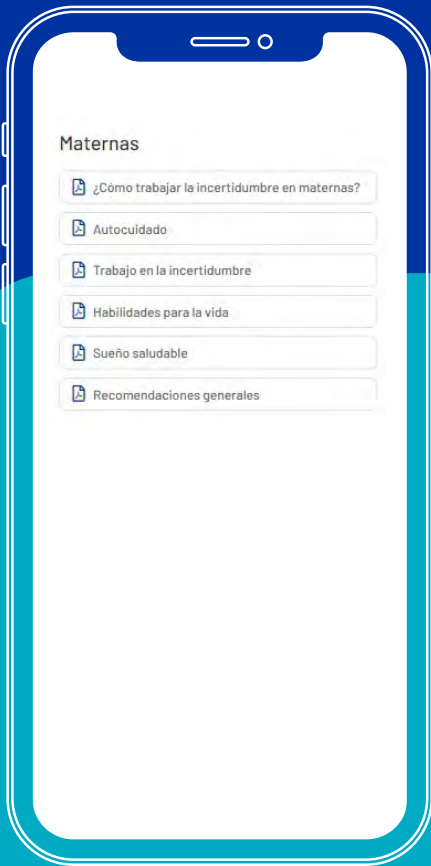 Maternas
¿Cómo trabajar la incertidumbre en maternas?
Autocuidado
Trabajo en la incertidumbre
Habilidades para la vida
Sueño saludable
Recomendaciones generales